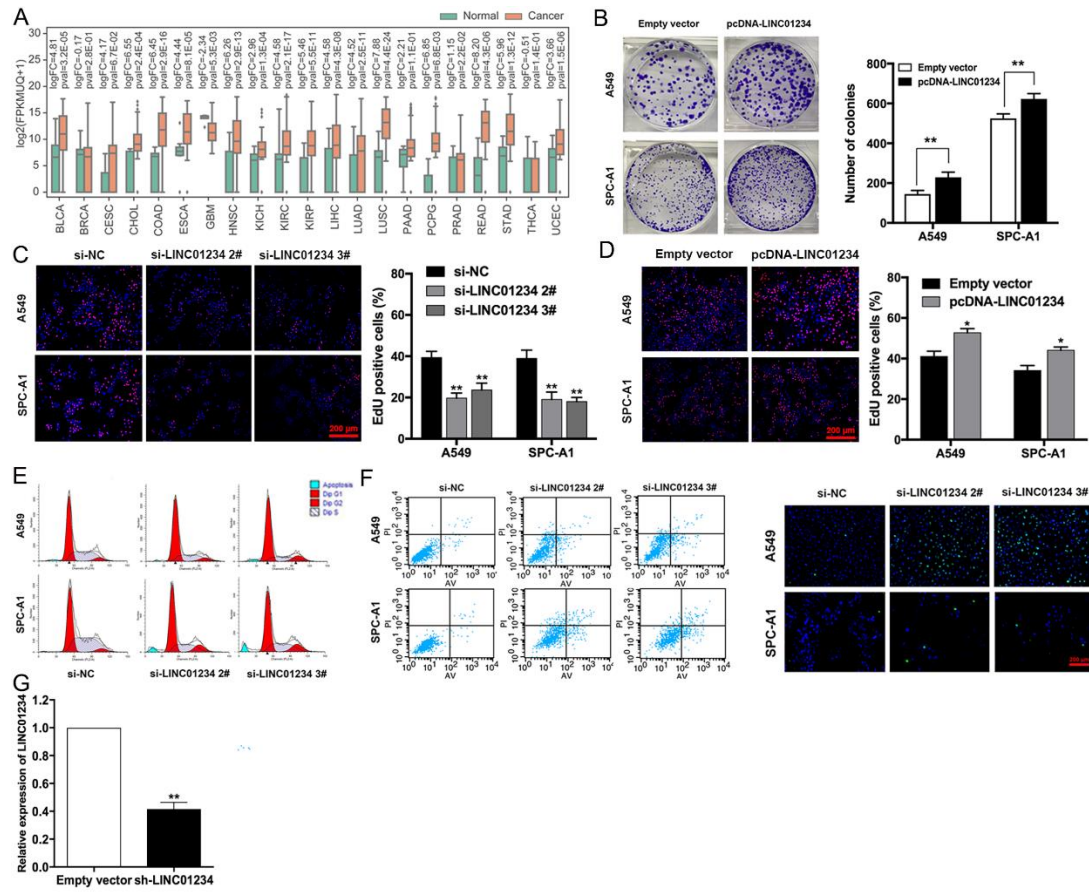 A
Normal Cancer
logFC=4.81 pval=3.2E-05
logFC=-0.17 pval=2.8E-01
logFC=4.17 pval=6.7E-02
logFC=6.55 pval=2.4E-04
logFC=6.45 pval=2.9E-16
logFC=4.44 pval=8.1E-05
logFC=-2.34 pval=5.3E-03
logFC=6.26 pval=2.9E-13
logFC=2.96 pval=1.3E-04
logFC=4.58 pval=2.1E-17
logFC=5.46 pval=5.5E-11
logFC=4.58 pval=4.3E-08
logFC=4.52 pval=2.5E-11
logFC=7.88 pval=4.4E-24
logFC=2.21 pval=1.1E-01
logFC=6.85 pval=6.8E-03
logFC=1.15 pval=2.2E-02
logFC=8.20 pval=4.3E-06
logFC=5.96 pval=1.3E-12
logFC=-0.51 pval=1.4E-01
logFC=3.66 pval=1.5E-06
log2(FPKMUQ+1)
30
20
15
10
5
0
BLCA BRCA CESC CHOL COAD ESCA GBM HNSC KICH KIRC KIRP LIHC LUAD LUSC PAAD PCPG PRAD READ STAD THCA UCEC
B
Empty vector pcDNA-LINC01234
A549
SPC-A1
Empty vector
pcDNA-LINC01234
Number of colonies
800
600
400
200
0
** **
A549 SPC-A1
C
si-NC si-LINC01234 2# si-LINC01234 3#
A549
SPC-A1
200 μm
si-NC
si-LINC01234 2#
si-LINC01234 3#
EdU positive cells (%)
80
60
40
20
0
** ** ** **
A549 SPC-A1
D
Empty vector pcDNA-LINC01234
A549
SPC-A1
200 μm
Empty vector
pcDNA-LINC01234
EdU positive cells (%)
80
60
40
20
0
* *
A549 SPC-A1
E
Apoptosis
Dip G1
Dip G2
Dip S
A549
SPC-A1
si-NC si-LINC01234 2# si-LINC01234 3#
F
si-NC si-LINC01234 2# si-LINC01234 3#
A549
SPC-A1
PI
AV
si-NC si-LINC01234 2# si-LINC01234 3#
A549
SPC-A1
200 μm
G
Relative expression of LINC01234
1.2
1.0
0.8
0.6
0.4
0.2
0.0
**
Empty vector sh-LINC01234